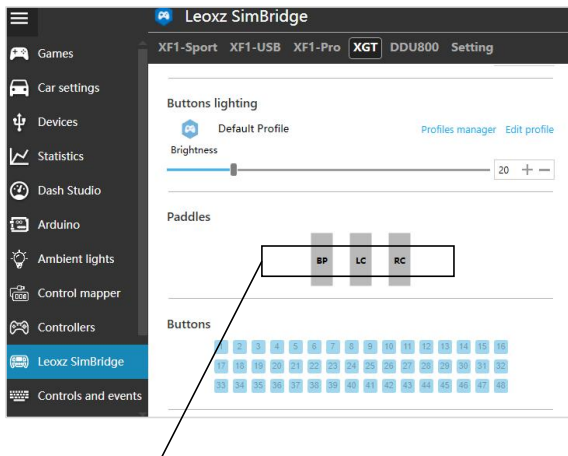 Leoxz SimBridge
XF1-Sport XF1-USB XF1-Pro XGT DDU800 Setting
Games
Car settings
Devices
Statistics
Dash Studio
Arduino
Ambient lights
Control mapper
Controllers
Leoxz SimBridge
Controls and events
Buttons lighting
Default Profile Profiles manager Edit profile
Brightness
20
Paddles
BP LC RC
Buttons
1 2 3 4 5 6 7 8 9 10 11 12 13 14 15 16
17 18 19 20 21 22 23 24 25 26 27 28 29 30 31 32
33 34 35 36 37 38 39 40 41 42 43 44 45 46 47 48